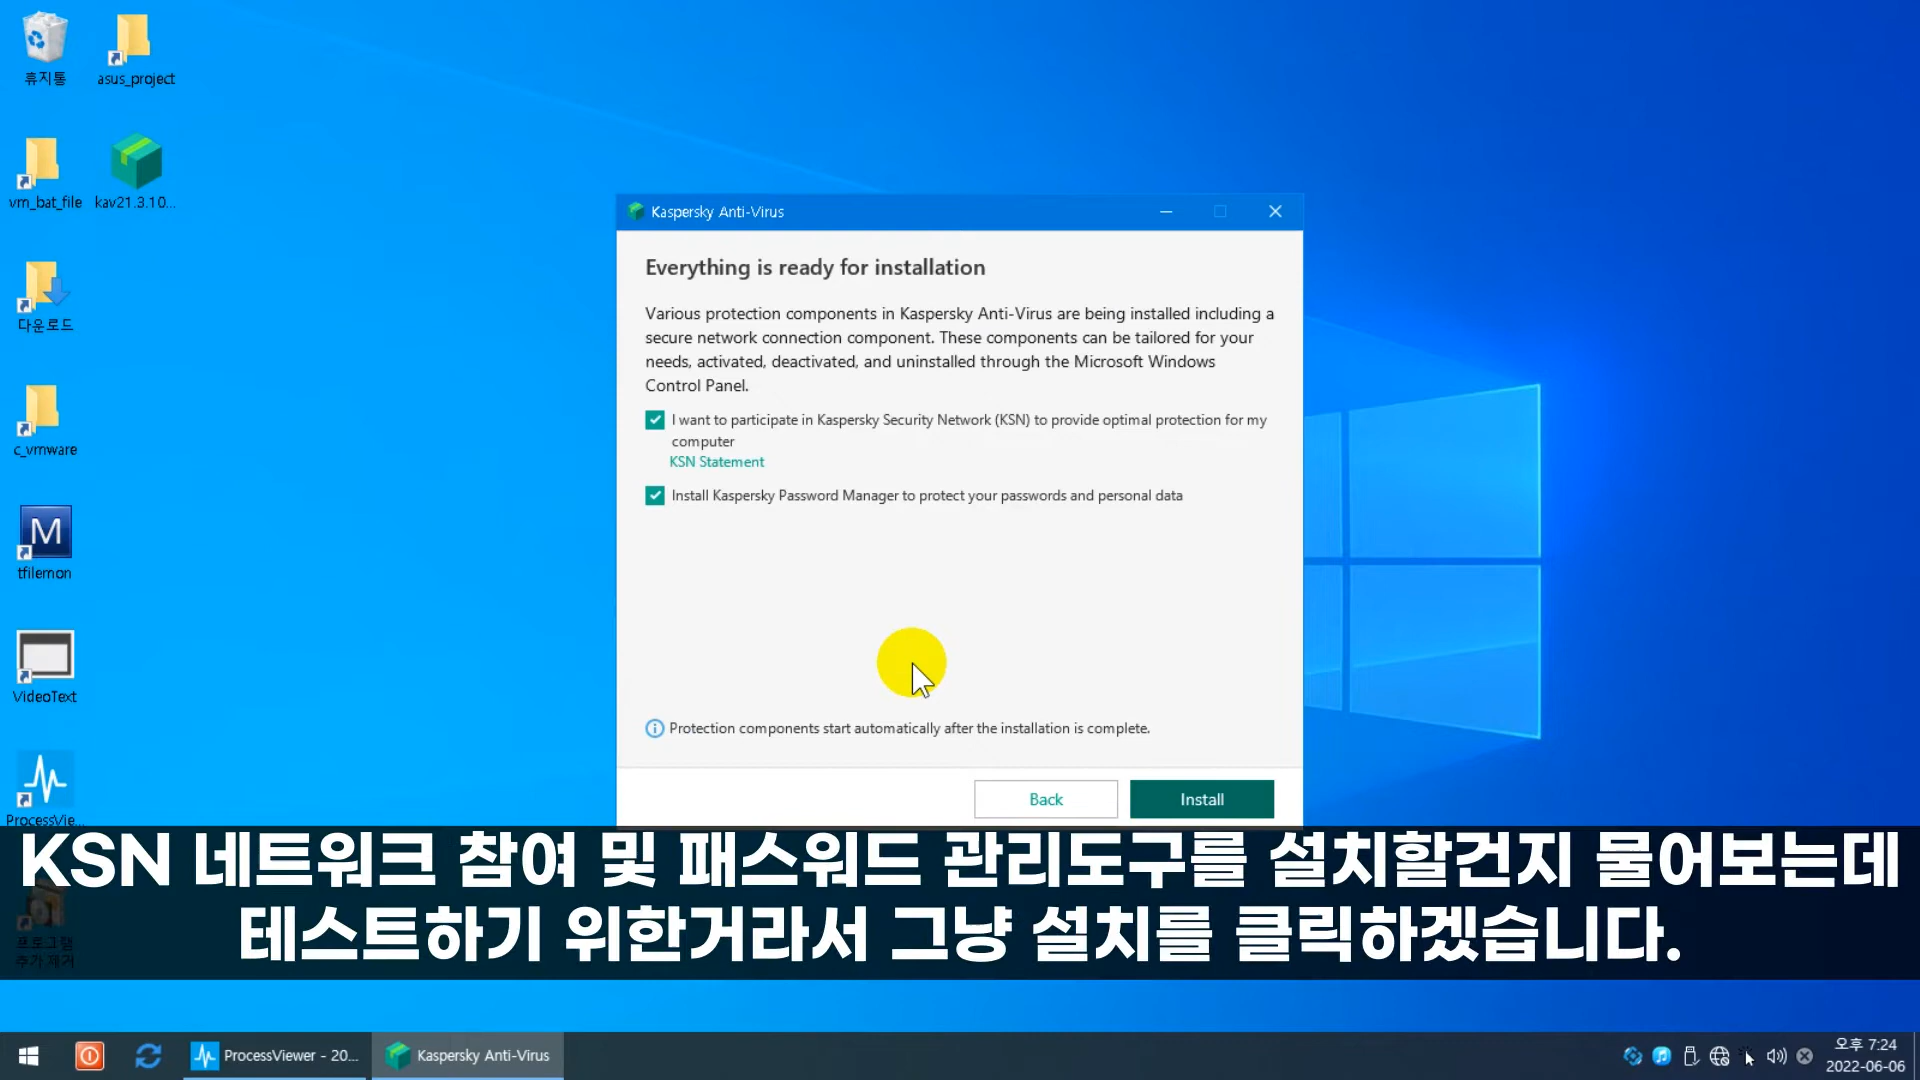 휴지통
asus_project
vm_bat_file
kav21.3.10...
다운로드
c_vmware
tfilemon
VideoText
ProcessVie...
프로그램
추가 제거
Kaspersky Anti-Virus
Everything is ready for installation
Various protection components in Kaspersky Anti-Virus are being installed including a
secure network connection component. These components can be tailored for your
needs, activated, deactivated, and uninstalled through the Microsoft Windows
Control Panel.
I want to participate in Kaspersky Security Network (KSN) to provide optimal protection for my
computer
KSN Statement
Install Kaspersky Password Manager to protect your passwords and personal data
Protection components start automatically after the installation is complete.
Back
Install
KSN 네트워크 참여 및 패스워드 관리도구를 설치할건지 물어보는데
테스트하기 위한거라서 그냥 설치를 클릭하겠습니다.
ProcessViewer - 20...
Kaspersky Anti-Virus
오후 7:24
2022-06-06